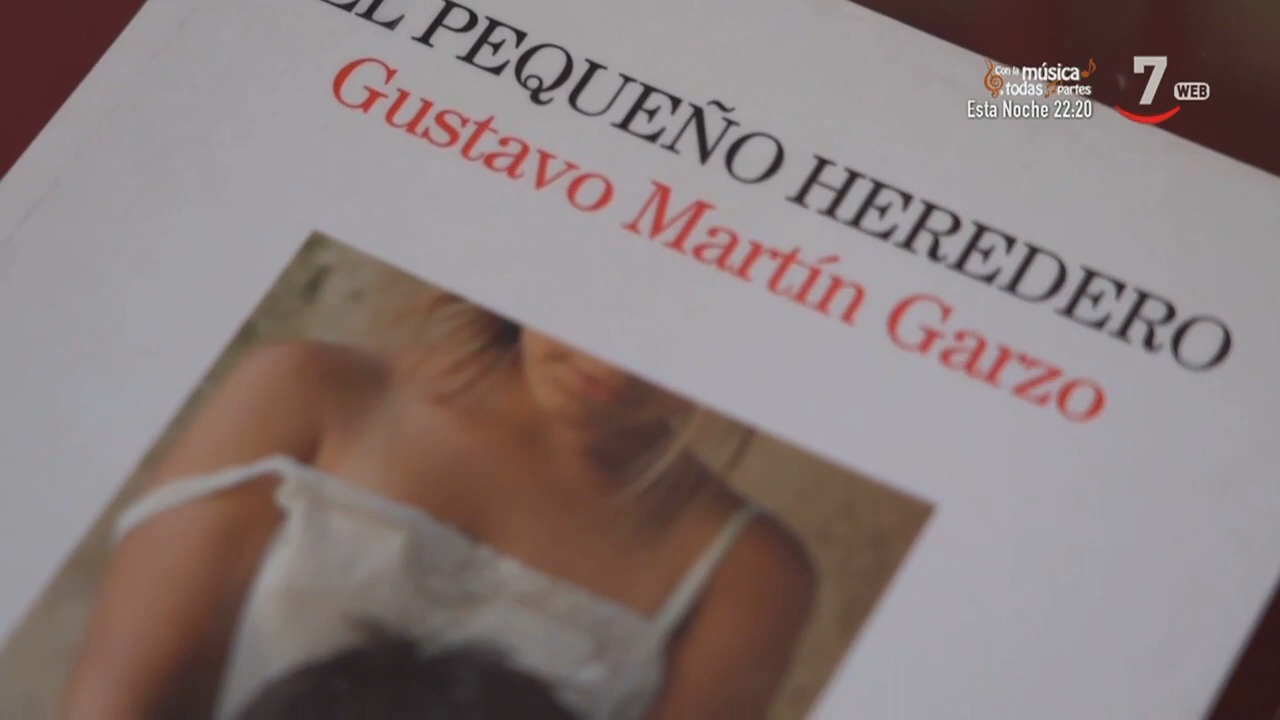 EL PEQUEÑO HEREDERO
Gustavo Martín Garzo
Con la música
a todas partes
Esta Noche 22:20
7 WEB